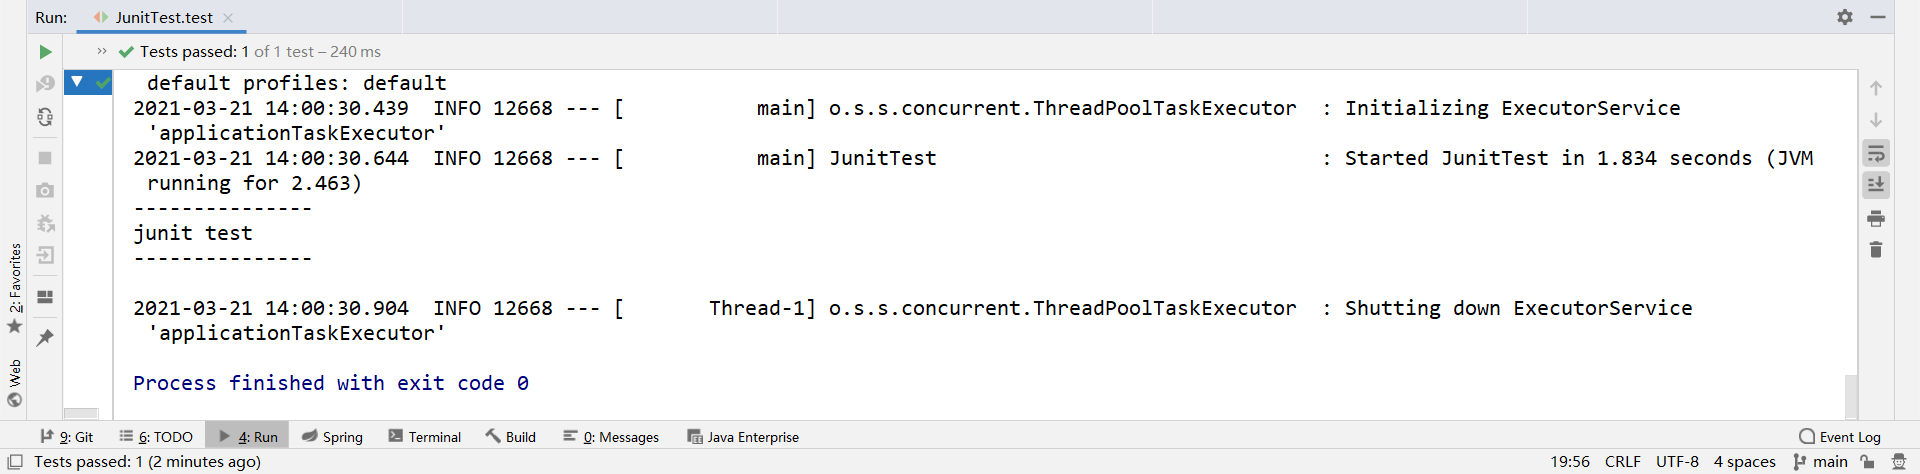 Run: JunitTest.test
>> Tests passed: 1 of 1 test – 240 ms
default profiles: default
2021-03-21 14:00:30.439  INFO 12668 --- [           main] o.s.s.concurrent.ThreadPoolTaskExecutor  : Initializing ExecutorService
'applicationTaskExecutor'
2021-03-21 14:00:30.644  INFO 12668 --- [           main] JunitTest                                : Started JunitTest in 1.834 seconds (JVM
running for 2.463)
---------------
junit test
---------------
2021-03-21 14:00:30.904  INFO 12668 --- [       Thread-1] o.s.s.concurrent.ThreadPoolTaskExecutor  : Shutting down ExecutorService
'applicationTaskExecutor'
Process finished with exit code 0
2: Favorites
Web
9: Git 6: TODO 4: Run Spring Terminal Build 0: Messages Java Enterprise Event Log
Tests passed: 1 (2 minutes ago) 19:56 CRLF UTF-8 4 spaces main